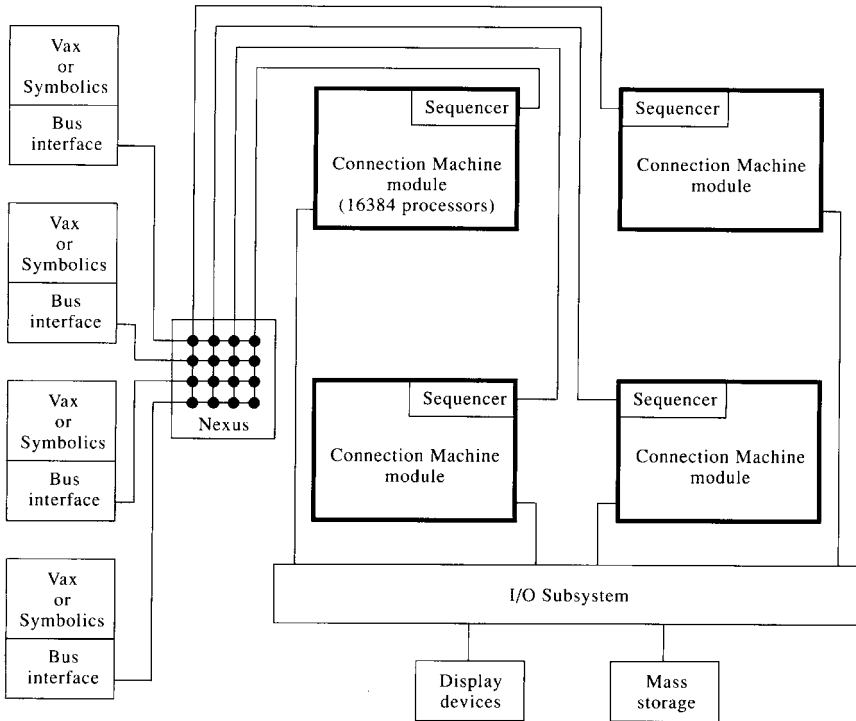 Vax
or
Symbolics
Bus
interface
Vax
or
Symbolics
Bus
interface
Vax
or
Symbolics
Bus
interface
Vax
or
Symbolics
Bus
interface
Nexus
Sequencer
Connection Machine
module
(16384 processors)
Sequencer
Connection Machine
module
Sequencer
Connection Machine
module
Sequencer
Connection Machine
module
I/O Subsystem
Display
devices
Mass
storage